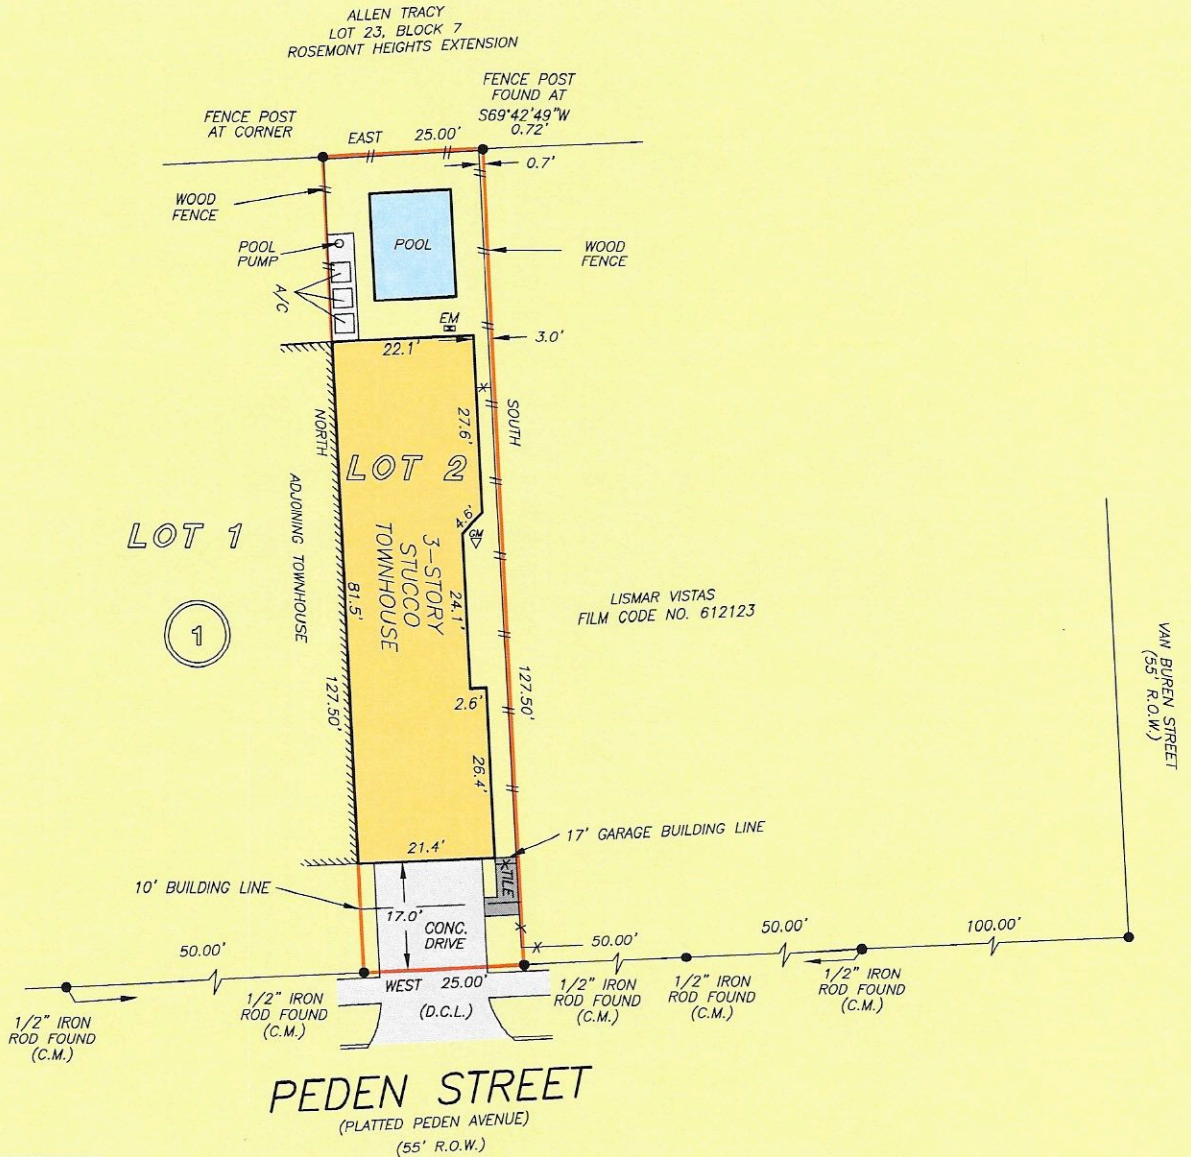 ALLEN TRACY
LOT 23, BLOCK 7
ROSEMONT HEIGHTS EXTENSION
FENCE POST
FOUND AT
S69°42'49"W
0.72'
FENCE POST
AT CORNER
EAST 25.00'
0.7'
WOOD
FENCE
POOL
PUMP
POOL
WOOD
FENCE
A/C
EM
22.1'
3.0'
NORTH
27.6'
SOUTH
LOT 2
ADJOINING TOWNHOUSE
LOT 1
4.6'
GM
3-STORY
STUCCO
TOWNHOUSE
81.5'
24.1'
1
LISMAR VISTAS
FILM CODE NO. 612123
VAN BUREN STREET
(55' R.O.W.)
127.50'
127.50'
2.6'
26.4'
17' GARAGE BUILDING LINE
21.4'
10' BUILDING LINE
TILE
17.0'
CONC.
DRIVE
50.00'
50.00'
50.00'
100.00'
WEST 25.00'
(D.C.L.)
1/2" IRON
ROD FOUND
(C.M.)
1/2" IRON
ROD FOUND
(C.M.)
1/2" IRON
ROD FOUND
(C.M.)
1/2" IRON
ROD FOUND
(C.M.)
1/2" IRON
ROD FOUND
(C.M.)
PEDEN STREET
(PLATTED PEDEN AVENUE)
(55' R.O.W.)